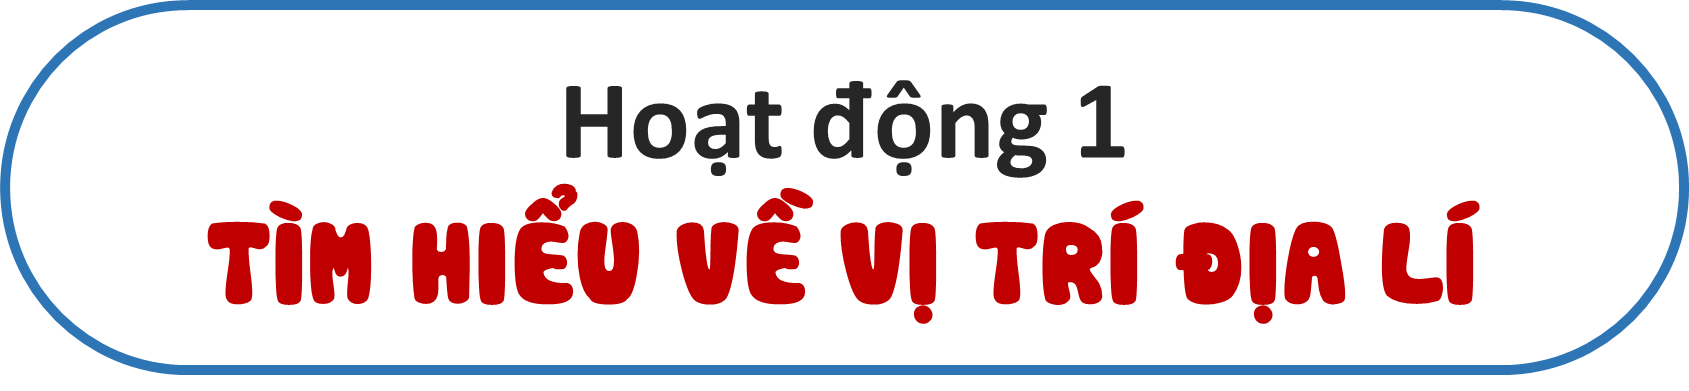 Hoạt động 1
TÌM HIỂU VỀ VỊ TRÍ ĐỊA LÍ